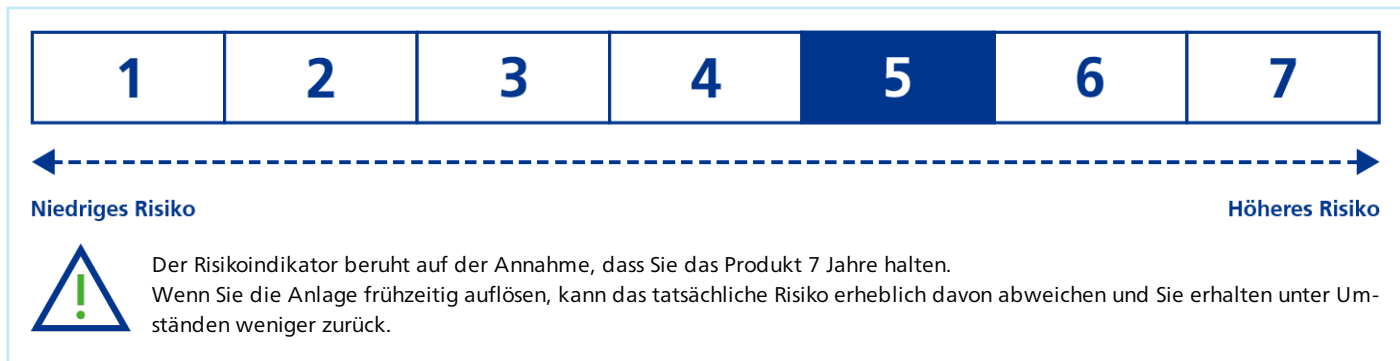 1 2 3 4 5 6 7
Niedriges Risiko Höheres Risiko
!
Der Risikoindikator beruht auf der Annahme, dass Sie das Produkt 7 Jahre halten.
Wenn Sie die Anlage frühzeitig auflösen, kann das tatsächliche Risiko erheblich davon abweichen und Sie erhalten unter Um-
ständen weniger zurück.